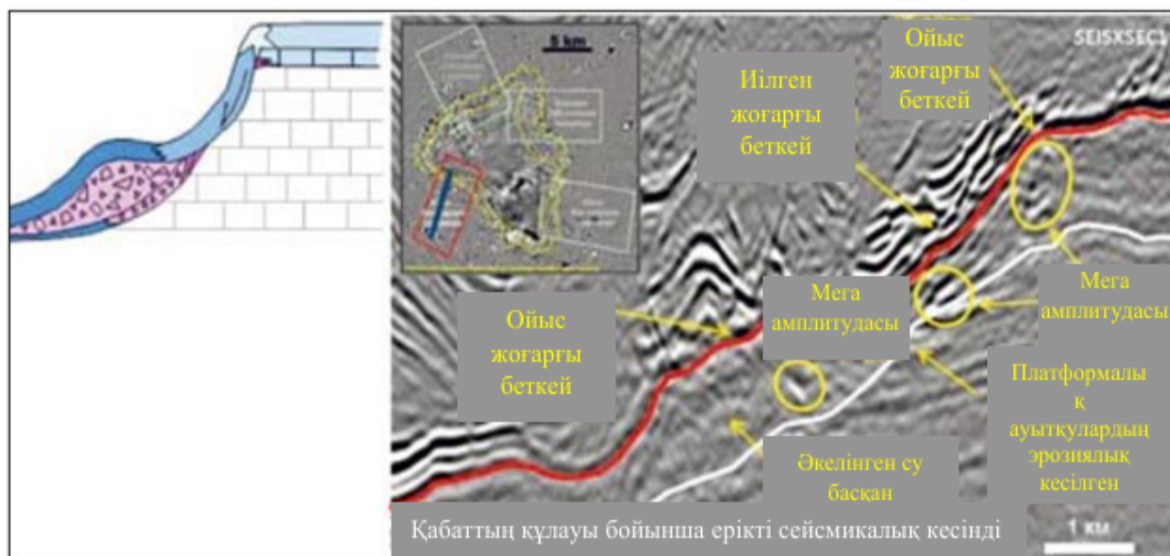 5 km
SEISXSEC1
Ойыс
жоғарғы
беткей
Иілген
жоғарғы
беткей
Ойыс
жоғарғы
беткей
Мега
амплитудасы
Мега
амплитудасы
Платформалы
қ
ауытқулардың
эрозиялық
кесілген
Әкелінген су
басқан
Қабаттың құлауы бойынша ерікті сейсмикалық кесінді
1 км